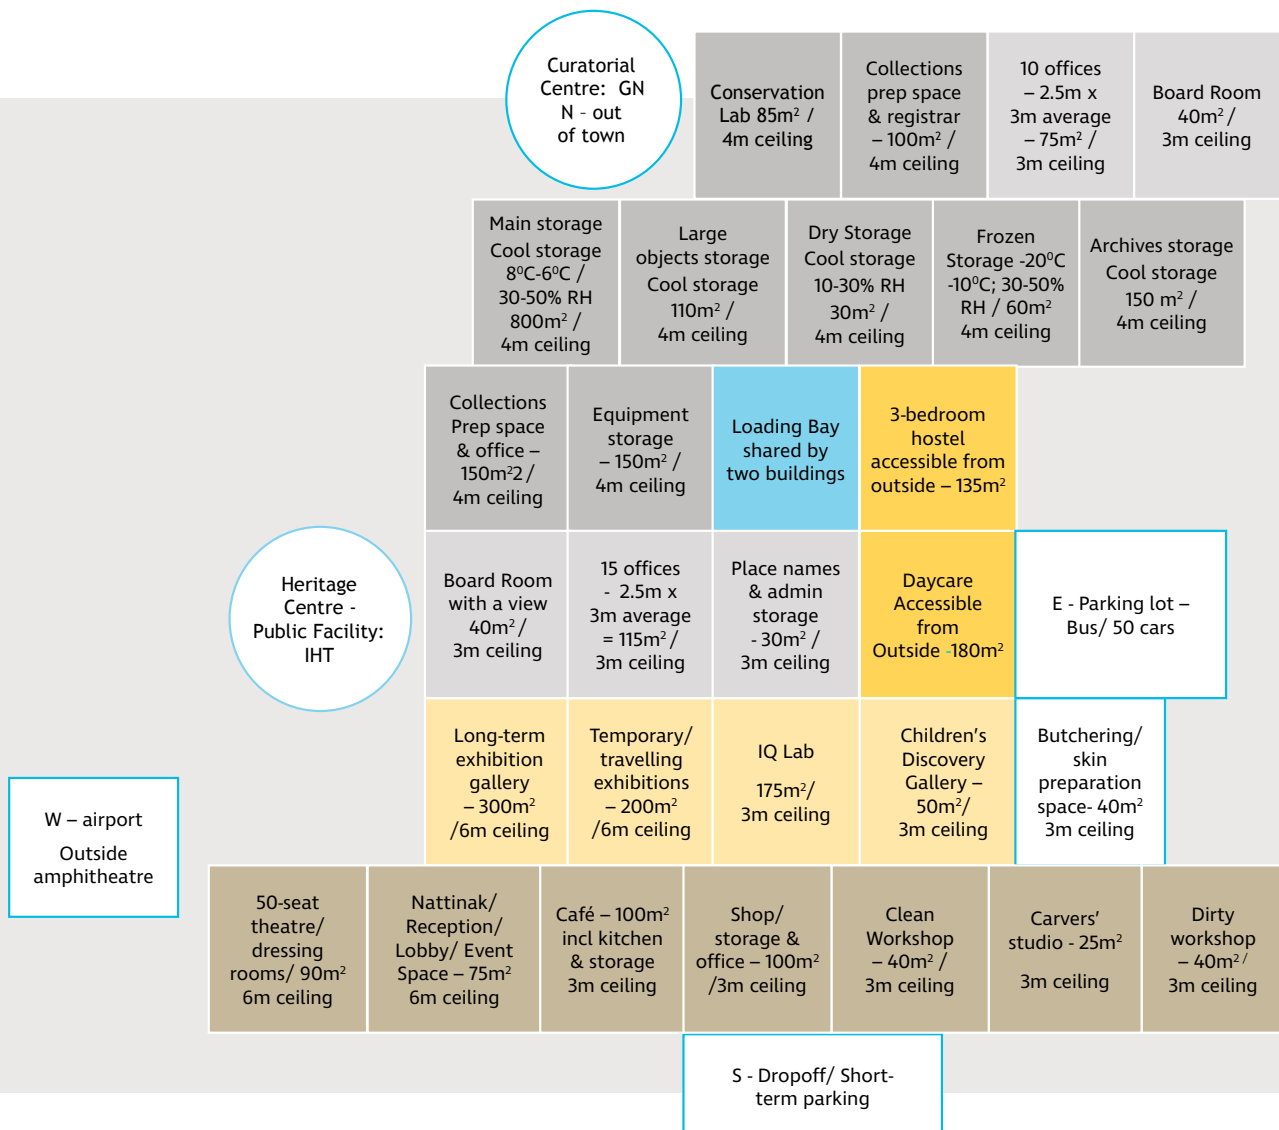 Curatorial
Centre: GN
N - out
of town
Conservation
Lab 85m² /
4m ceiling
Collections
prep space
& registrar
– 100m² /
4m ceiling
10 offices
– 2.5m x
3m average
– 75m² /
3m ceiling
Board Room
40m² /
3m ceiling
Main storage
Cool storage
8⁰C-6⁰C /
30-50% RH
800m² /
4m ceiling
Large
objects storage
Cool storage
110m² /
4m ceiling
Dry Storage
Cool storage
10-30% RH
30m² /
4m ceiling
Frozen
Storage -20⁰C
-10⁰C; 30-50%
RH / 60m²
4m ceiling
Archives storage
Cool storage
150 m² /
4m ceiling
Collections
Prep space
& office –
150m²2 /
4m ceiling
Equipment
storage
– 150m² /
4m ceiling
Loading Bay
shared by
two buildings
3-bedroom
hostel
accessible from
outside – 135m²
Heritage
Centre -
Public Facility:
IHT
Board Room
with a view
40m² /
3m ceiling
15 offices
- 2.5m x
3m average
= 115m² /
3m ceiling
Place names
& admin
storage
- 30m² /
3m ceiling
Daycare
Accessible
from
Outside -180m²
E - Parking lot –
Bus/ 50 cars
Long-term
exhibition
gallery
– 300m²
/6m ceiling
Temporary/
travelling
exhibitions
– 200m²
/6m ceiling
IQ Lab
175m²/
3m ceiling
Children’s
Discovery
Gallery –
50m²/
3m ceiling
Butchering/
skin
preparation
space- 40m²
3m ceiling
W – airport
Outside
amphitheatre
50-seat
theatre/
dressing
rooms/ 90m²
6m ceiling
Nattinak/
Reception/
Lobby/ Event
Space – 75m²
6m ceiling
Café – 100m²
incl kitchen
& storage
3m ceiling
Shop/
storage &
office – 100m²
/3m ceiling
Clean
Workshop
– 40m² /
3m ceiling
Carvers’
studio - 25m²
3m ceiling
Dirty
workshop
– 40m² /
3m ceiling
S - Dropoff/ Short-
term parking